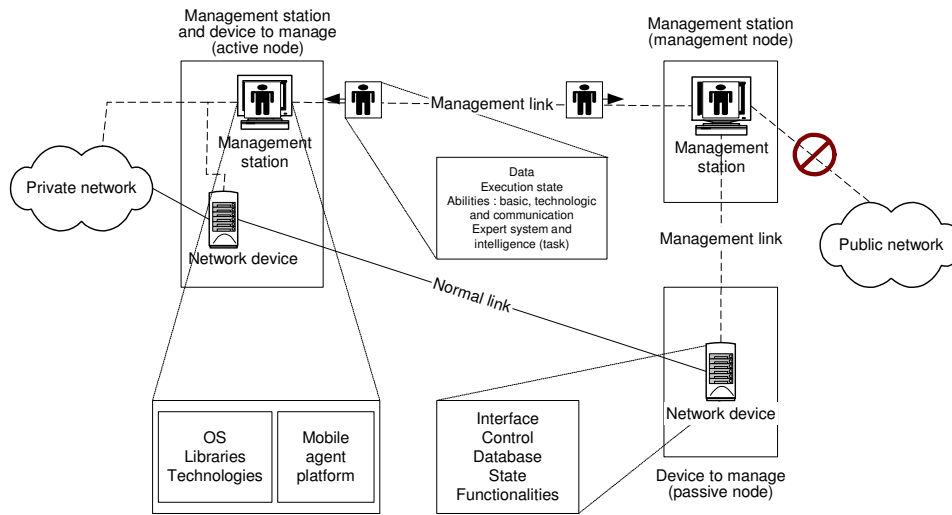 Management station
and device to manage
(active node)
Management station
(management node)
Management link
Management
station
Management
station
Data
Execution state
Abilities : basic, technologic
and communication
Expert system and
intelligence (task)
Private network
Management link
Public network
Network device
Normal link
Network device
OS
Libraries
Technologies
Mobile
agent
platform
Interface
Control
Database
State
Functionalities
Device to manage
(passive node)